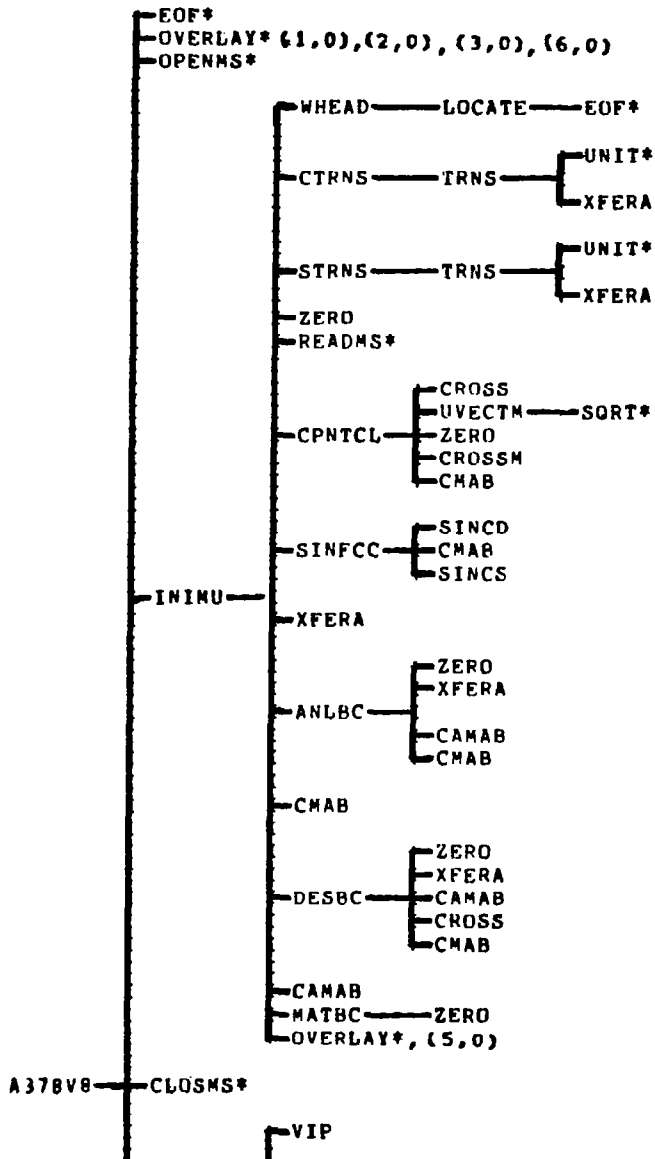 EOF*
OVERLAY* (1,0),(2,0),(3,0),(6,0)
OPENMS*
WHEAD LOCATE EOF*
UNIT*
CTRNS TRNS
XFERA
UNIT*
STRNS TRNS
XFERA
ZERO
READMS*
CROSS
UVECTM SQRT*
CPNTCL ZERO
CROSSM
CMAB
SINCD
SINFCC CMAB
SINCS
INIMU
XFERA
ZERO
XFERA
ANLBC
CAMAB
CMAB
CMAB
ZERO
XFERA
DESBC CAMAB
CROSS
CMAB
CAMAB
MATBC ZERO
OVERLAY*,(5,0)
A378V8 CLOSMS*
VIP